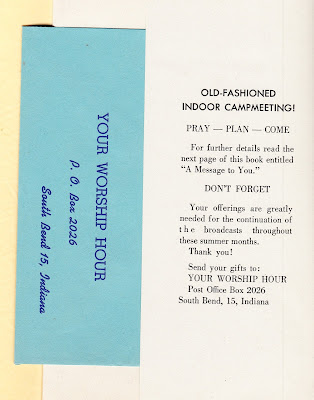 YOUR WORSHIP HOUR
P. O. Box 2026
South Bend 15, Indiana
OLD-FASHIONED
INDOOR CAMPMEETING!
PRAY — PLAN — COME
For further details read the
next page of this book entitled
“A Message to You.”
DON'T FORGET
Your offerings are greatly
needed for the continuation of
the broadcasts throughout
these summer months.
Thank you!
Send your gifts to:
YOUR WORSHIP HOUR
Post Office Box 2026
South Bend, 15, Indiana